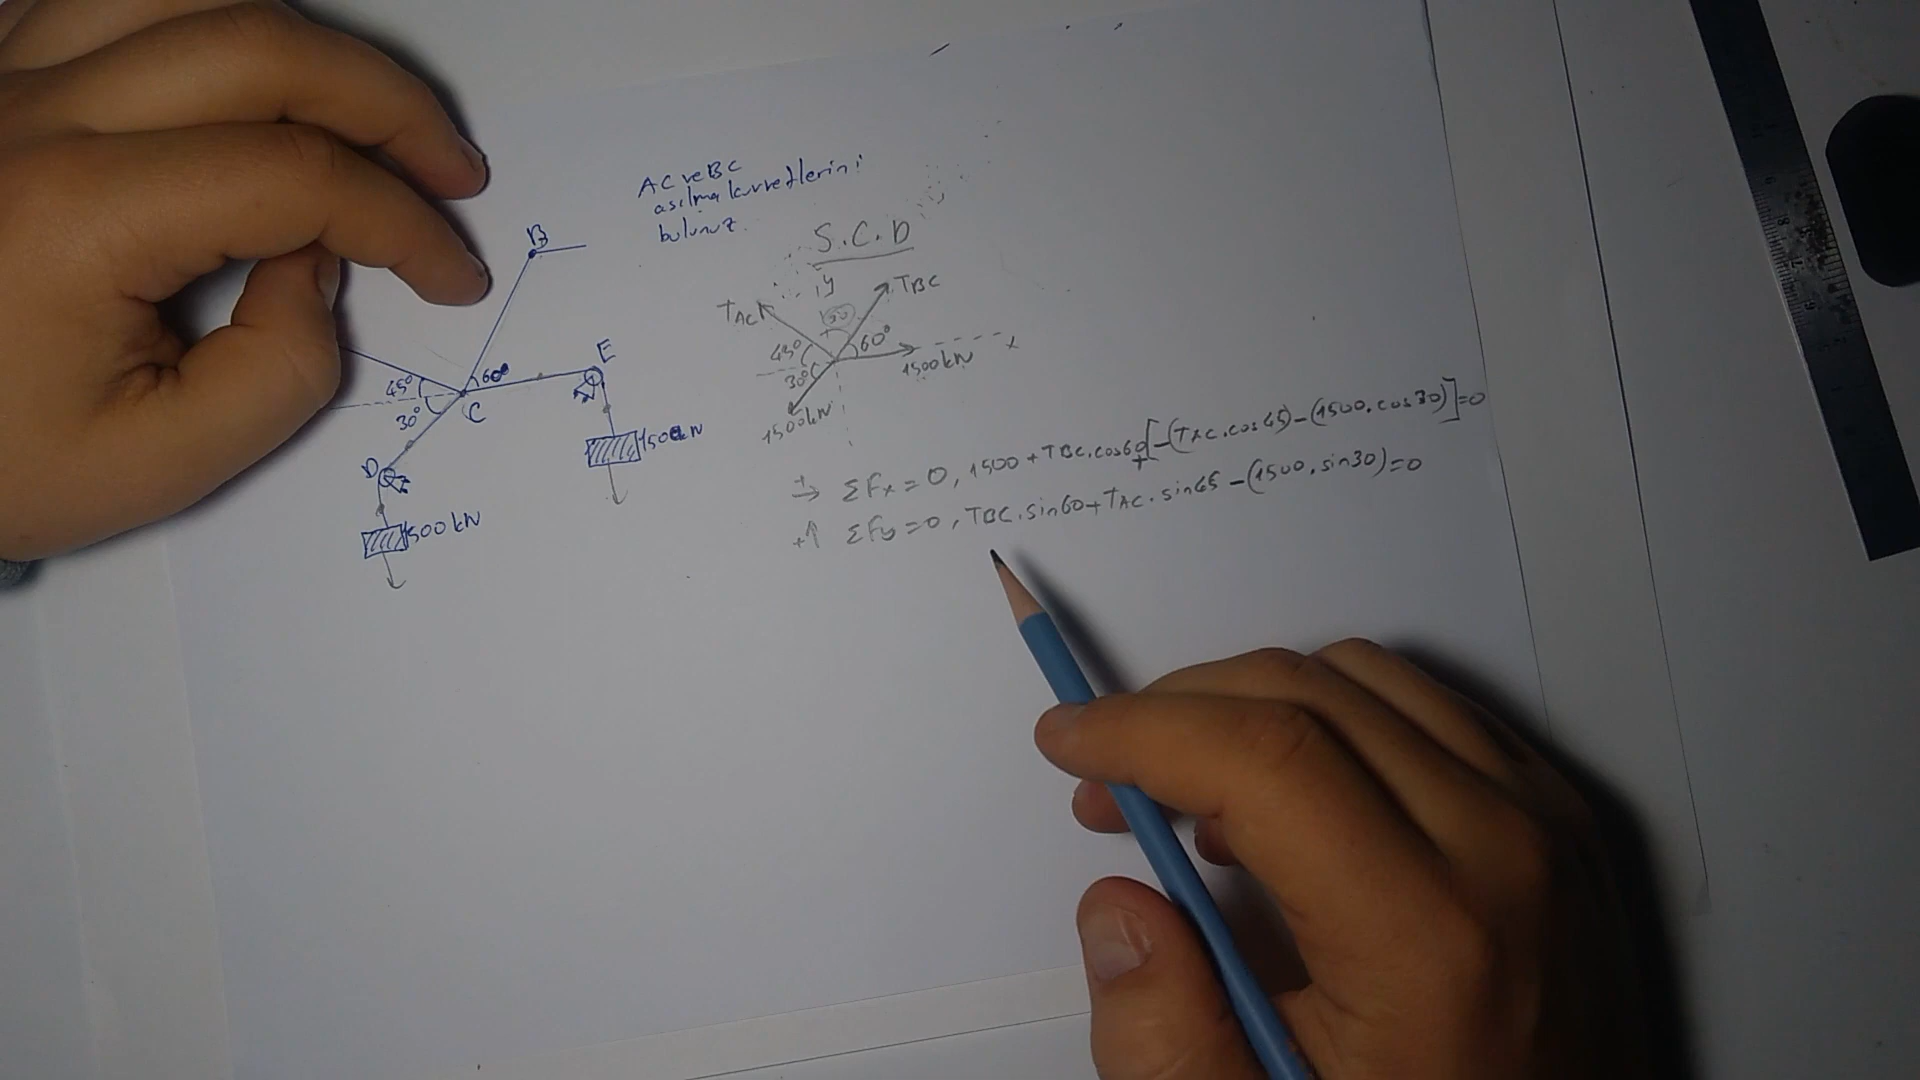 AC ve BC
asılma kuvvetlerini
bulunuz.
S.C.D
y
TAC
TBC
45°
60°
30°
1500kN
x
1500kN
B
E
45°
60°
30°
C
D
1500kN
→+ ΣFx = 0, 1500 + TBC.cos60 + [-(TAC.cos45) - (1500.cos30)] = 0
+↑ ΣFy = 0, TBC.sin60 + TAC.sin45 - (1500.sin30) = 0